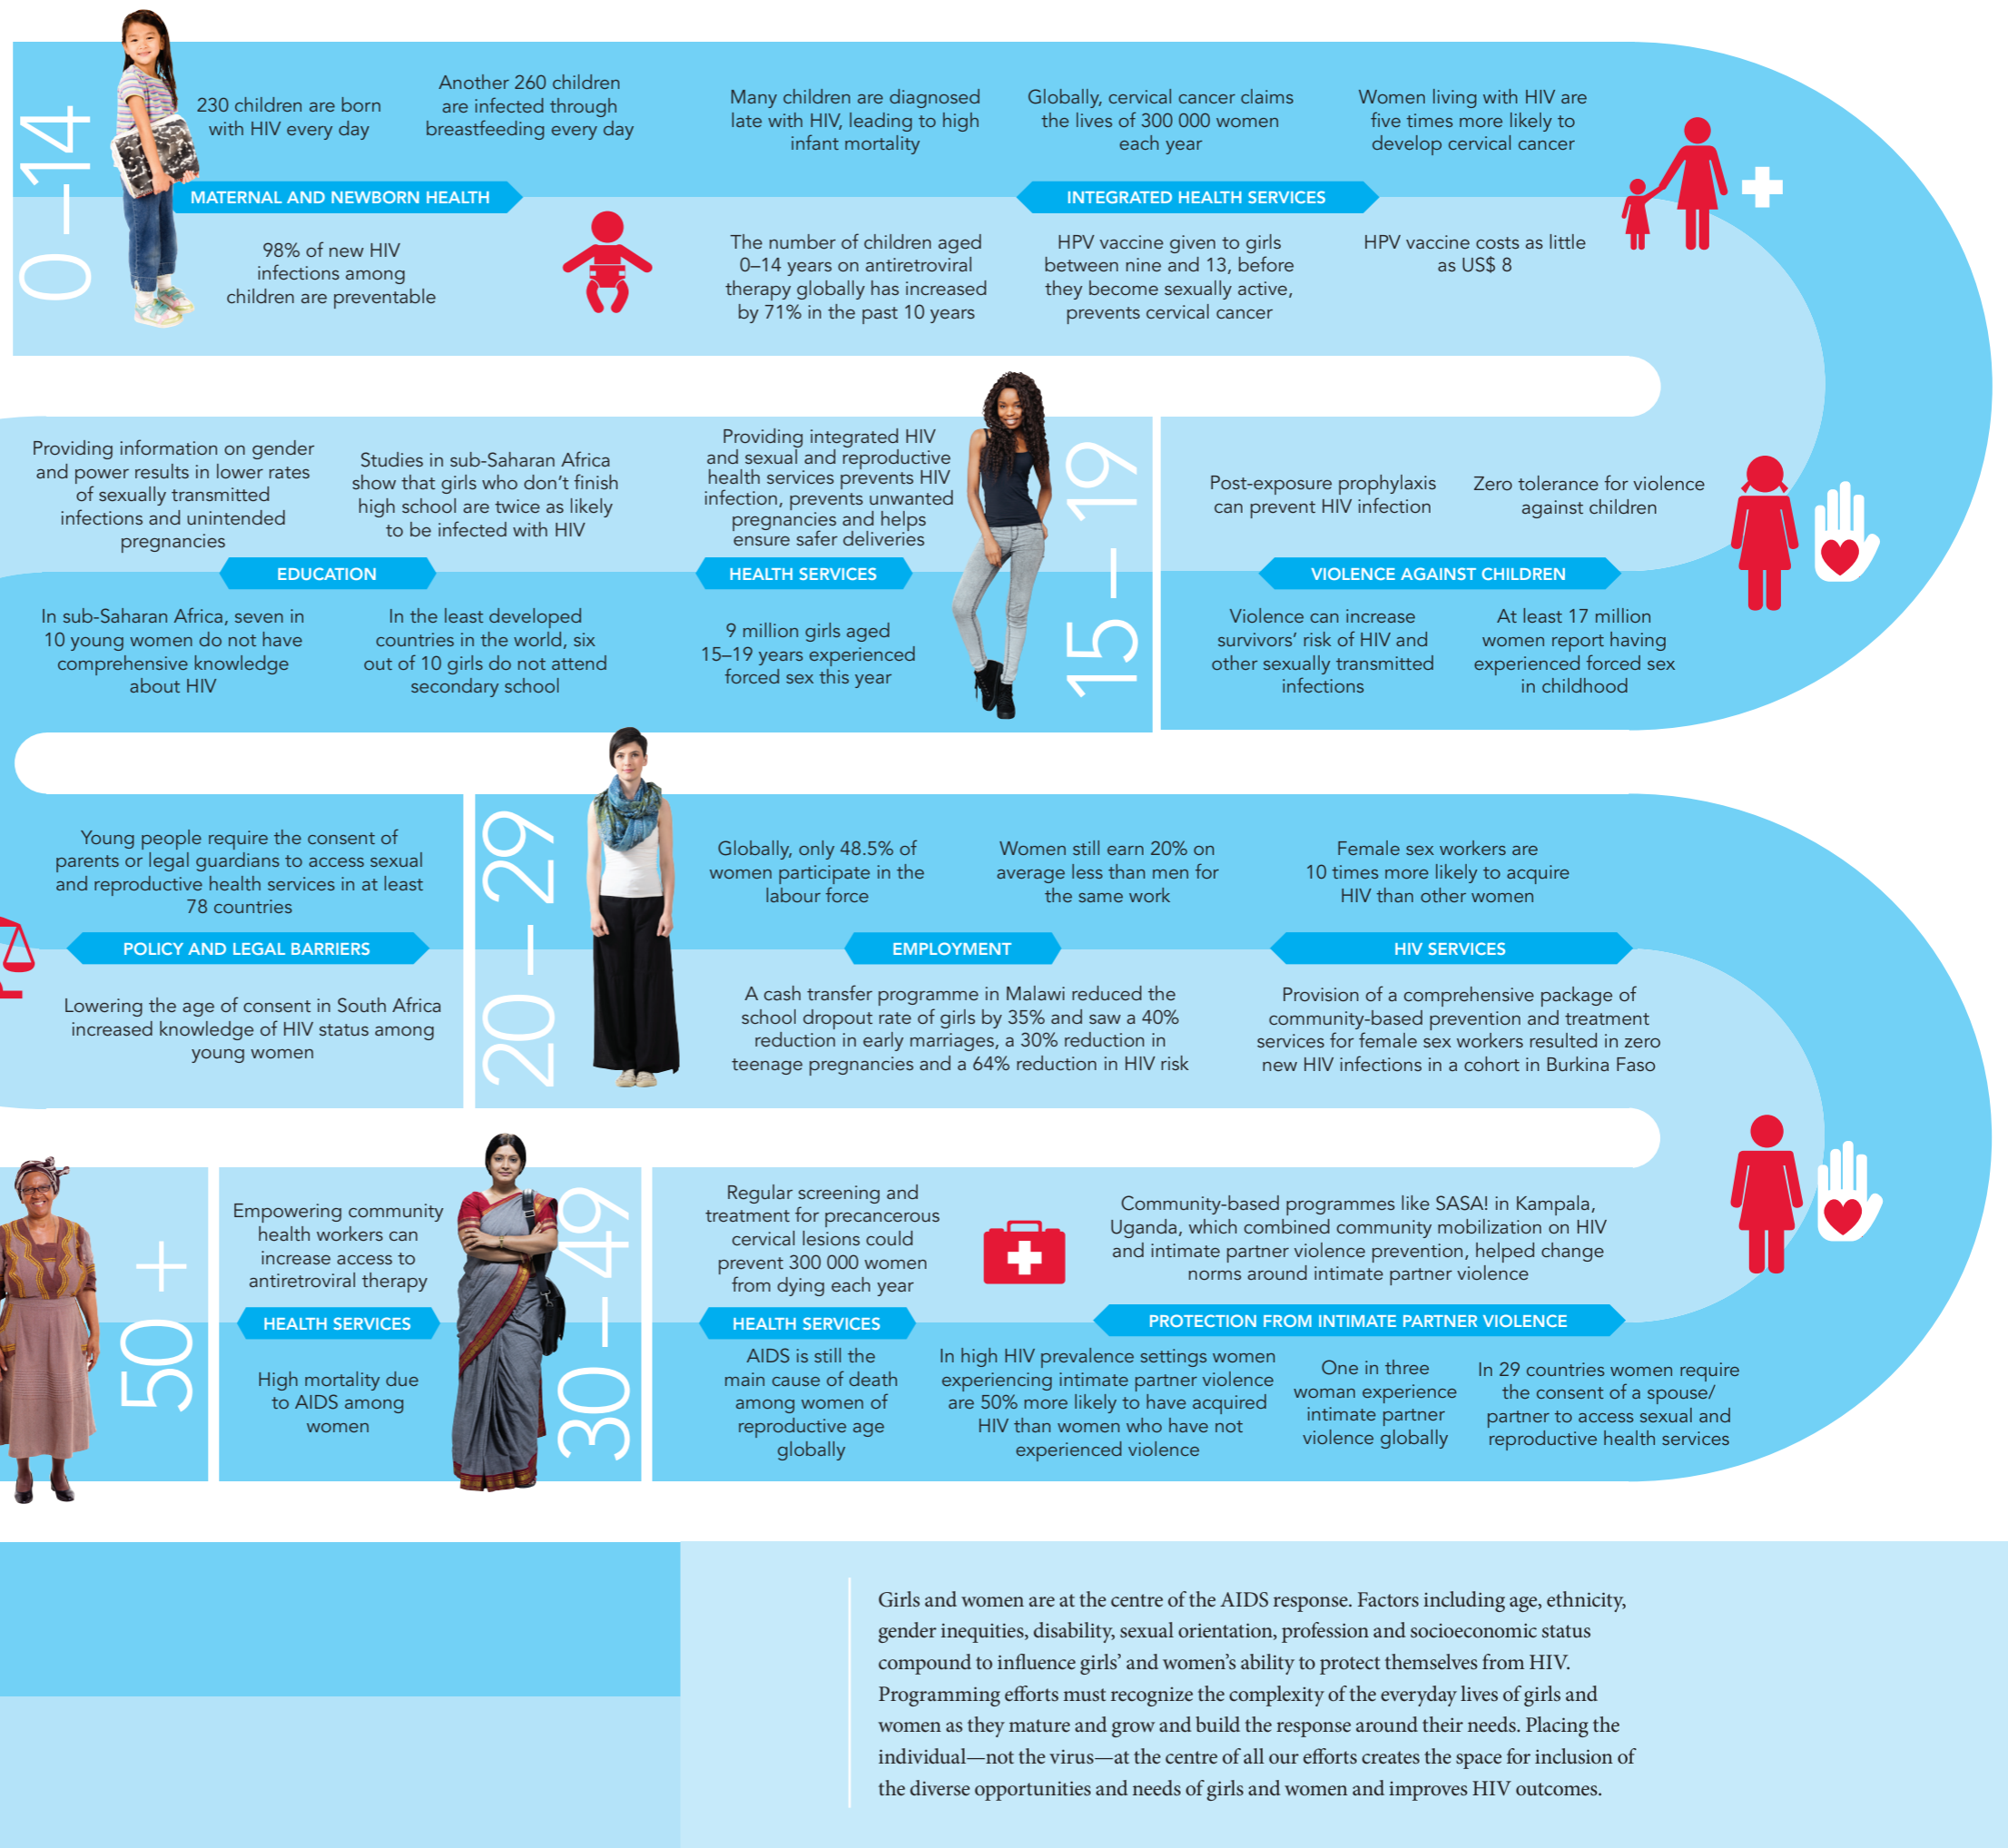 0–14
230 children are born
with HIV every day
Another 260 children
are infected through
breastfeeding every day
MATERNAL AND NEWBORN HEALTH
98% of new HIV
infections among
children are preventable
Many children are diagnosed
late with HIV, leading to high
infant mortality
The number of children aged
0–14 years on antiretroviral
therapy globally has increased
by 71% in the past 10 years
Globally, cervical cancer claims
the lives of 300 000 women
each year
Women living with HIV are
five times more likely to
develop cervical cancer
INTEGRATED HEALTH SERVICES
HPV vaccine given to girls
between nine and 13, before
they become sexually active,
prevents cervical cancer
HPV vaccine costs as little
as US$ 8
Post-exposure prophylaxis
can prevent HIV infection
Zero tolerance for violence
against children
VIOLENCE AGAINST CHILDREN
Violence can increase
survivors’ risk of HIV and
other sexually transmitted
infections
At least 17 million
women report having
experienced forced sex
in childhood
15 – 19
Providing integrated HIV
and sexual and reproductive
health services prevents HIV
infection, prevents unwanted
pregnancies and helps
ensure safer deliveries
HEALTH SERVICES
9 million girls aged
15–19 years experienced
forced sex this year
Providing information on gender
and power results in lower rates
of sexually transmitted
infections and unintended
pregnancies
Studies in sub-Saharan Africa
show that girls who don’t finish
high school are twice as likely
to be infected with HIV
EDUCATION
In sub-Saharan Africa, seven in
10 young women do not have
comprehensive knowledge
about HIV
In the least developed
countries in the world, six
out of 10 girls do not attend
secondary school
Young people require the consent of
parents or legal guardians to access sexual
and reproductive health services in at least
78 countries
POLICY AND LEGAL BARRIERS
Lowering the age of consent in South Africa
increased knowledge of HIV status among
young women
20 – 29
Globally, only 48.5% of
women participate in the
labour force
Women still earn 20% on
average less than men for
the same work
EMPLOYMENT
A cash transfer programme in Malawi reduced the
school dropout rate of girls by 35% and saw a 40%
reduction in early marriages, a 30% reduction in
teenage pregnancies and a 64% reduction in HIV risk
Female sex workers are
10 times more likely to acquire
HIV than other women
HIV SERVICES
Provision of a comprehensive package of
community-based prevention and treatment
services for female sex workers resulted in zero
new HIV infections in a cohort in Burkina Faso
Community-based programmes like SASA! in Kampala,
Uganda, which combined community mobilization on HIV
and intimate partner violence prevention, helped change
norms around intimate partner violence
PROTECTION FROM INTIMATE PARTNER VIOLENCE
In high HIV prevalence settings women
experiencing intimate partner violence
are 50% more likely to have acquired
HIV than women who have not
experienced violence
One in three
woman experience
intimate partner
violence globally
In 29 countries women require
the consent of a spouse/
partner to access sexual and
reproductive health services
Regular screening and
treatment for precancerous
cervical lesions could
prevent 300 000 women
from dying each year
HEALTH SERVICES
AIDS is still the
main cause of death
among women of
reproductive age
globally
30 – 49
Empowering community
health workers can
increase access to
antiretroviral therapy
HEALTH SERVICES
High mortality due
to AIDS among
women
50 +
Girls and women are at the centre of the AIDS response. Factors including age, ethnicity,
gender inequities, disability, sexual orientation, profession and socioeconomic status
compound to influence girls’ and women’s ability to protect themselves from HIV.
Programming efforts must recognize the complexity of the everyday lives of girls and
women as they mature and grow and build the response around their needs. Placing the
individual—not the virus—at the centre of all our efforts creates the space for inclusion of
the diverse opportunities and needs of girls and women and improves HIV outcomes.